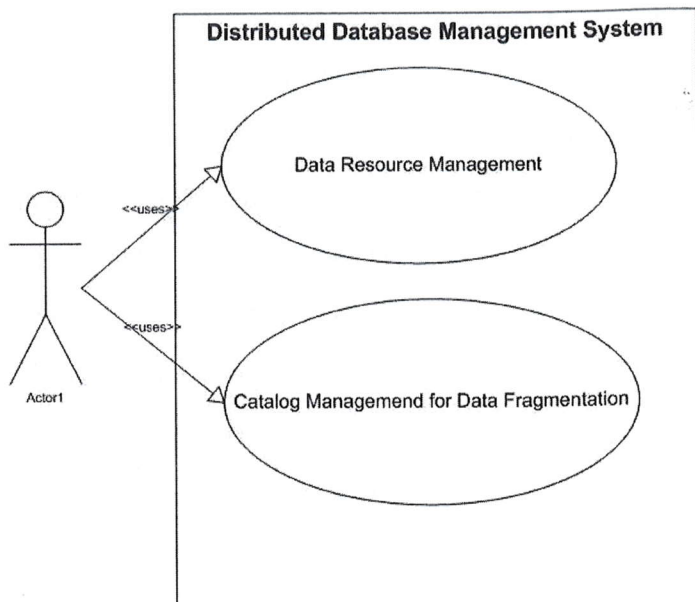 Distributed Database Management System
Data Resource Management
<<uses>>
<<uses>>
Catalog Managemend for Data Fragmentation
Actor1